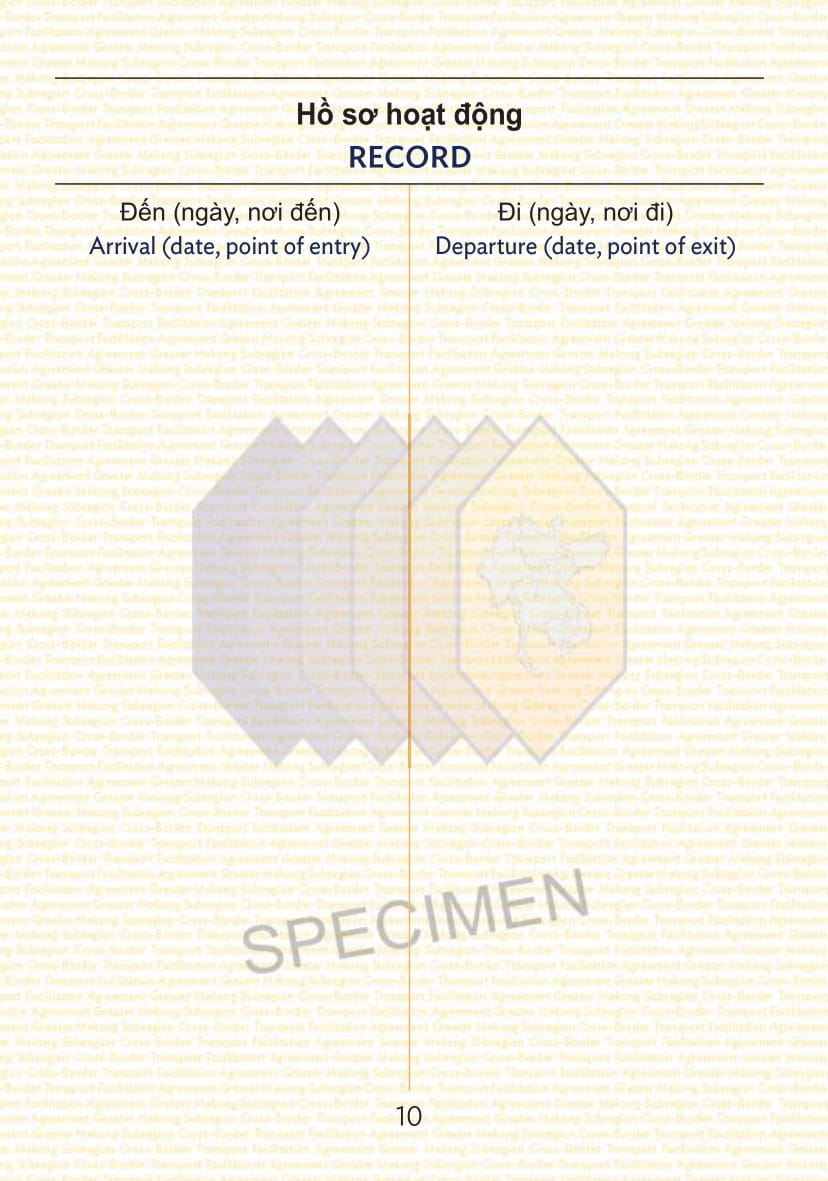 Hồ sơ hoạt động
RECORD
Đến (ngày, nơi đến)
Arrival (date, point of entry)
Đi (ngày, nơi đi)
Departure (date, point of exit)
SPECIMEN
10